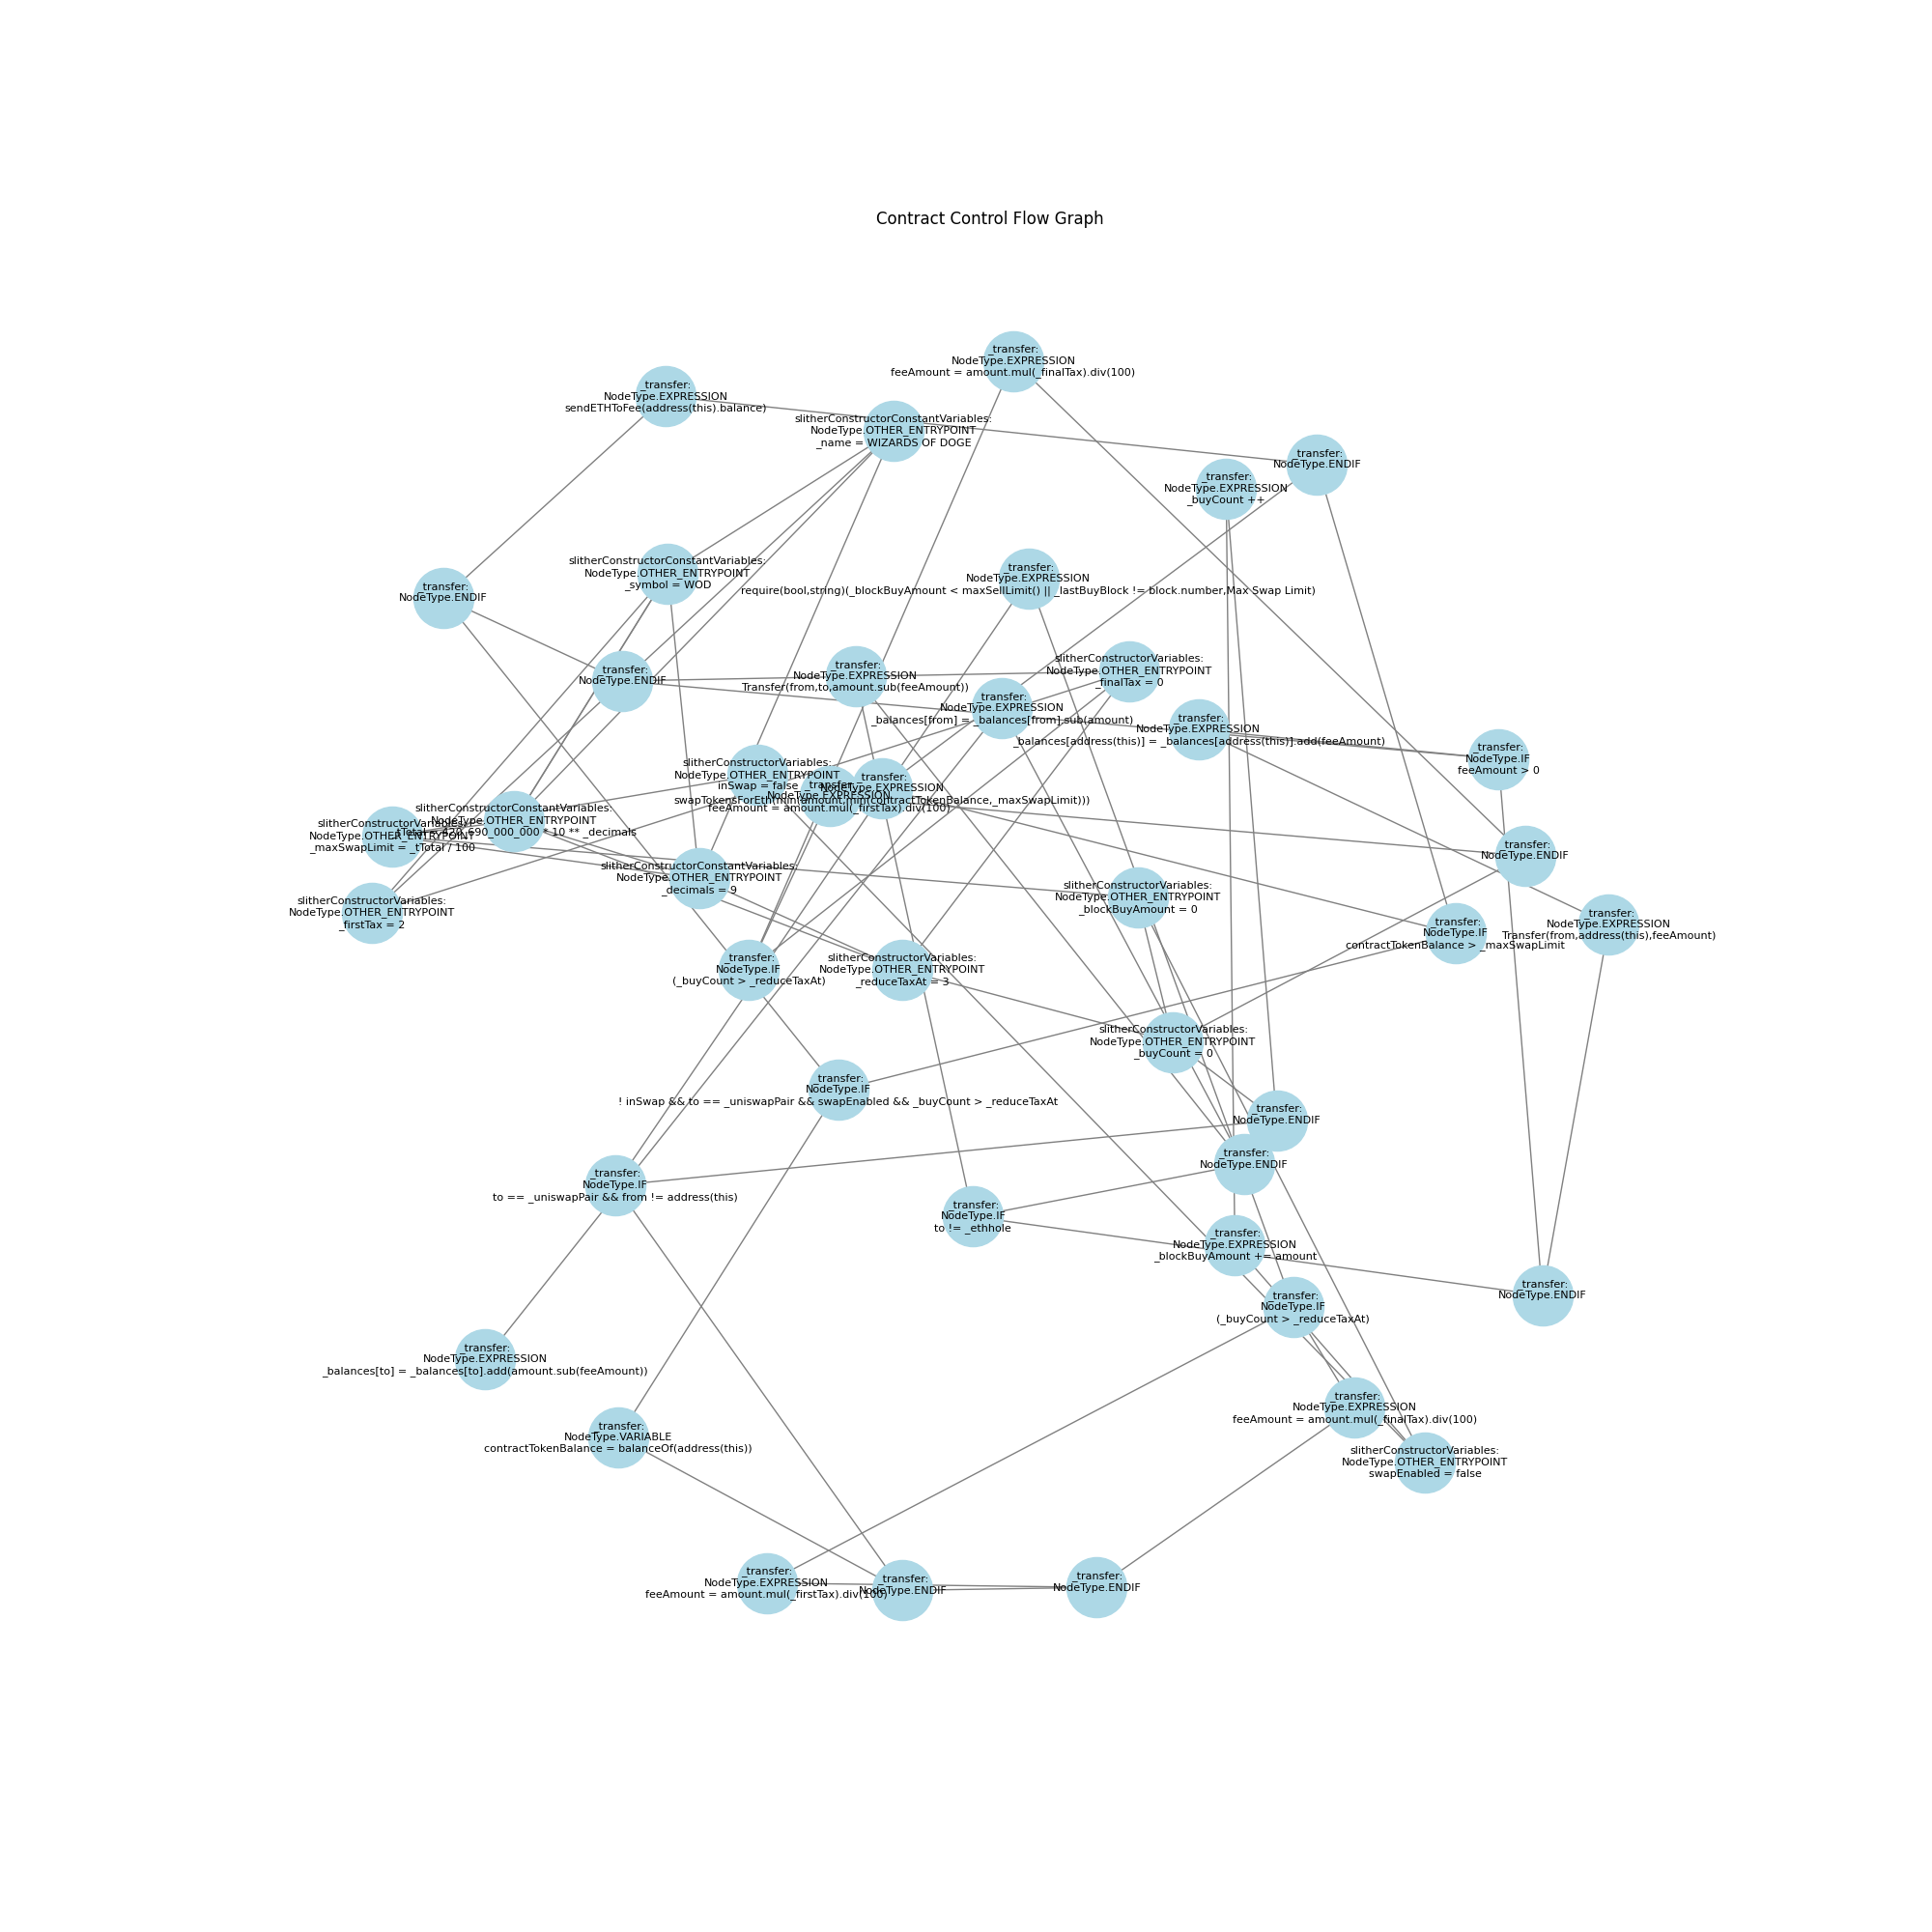 Contract Control Flow Graph
_transfer:
NodeType.EXPRESSION
feeAmount = amount.mul(_finalTax).div(100)
_transfer:
NodeType.EXPRESSION
sendETHToFee(address(this).balance)
slitherConstructorConstantVariables:
NodeType.OTHER_ENTRYPOINT
_name = WIZARDS OF DOGE
_transfer:
NodeType.ENDIF
_transfer:
NodeType.EXPRESSION
_buyCount ++
slitherConstructorConstantVariables:
NodeType.OTHER_ENTRYPOINT
_symbol = WOD
_transfer:
NodeType.EXPRESSION
require(bool,string)(_blockBuyAmount < maxSellLimit() || _lastBuyBlock != block.number,Max Swap Limit)
_transfer:
NodeType.ENDIF
_transfer:
NodeType.ENDIF
_transfer:
NodeType.EXPRESSION
Transfer(from,to,amount.sub(feeAmount))
slitherConstructorVariables:
NodeType.OTHER_ENTRYPOINT
_finalTax = 0
_transfer:
NodeType.EXPRESSION
_balances[from] = _balances[from].sub(amount)
_transfer:
NodeType.EXPRESSION
_balances[address(this)] = _balances[address(this)].add(feeAmount)
_transfer:
NodeType.IF
feeAmount > 0
slitherConstructorVariables:
NodeType.OTHER_ENTRYPOINT
inSwap = false
_transfer:
NodeType.EXPRESSION
feeAmount = amount.mul(_firstTax).div(100)
_transfer:
NodeType.EXPRESSION
swapTokensForEth(min(amount,min(contractTokenBalance,_maxSwapLimit)))
slitherConstructorConstantVariables:
NodeType.OTHER_ENTRYPOINT
_tTotal = 420_690_000_000 * 10 ** _decimals
slitherConstructorVariables:
NodeType.OTHER_ENTRYPOINT
_maxSwapLimit = _tTotal / 100
_transfer:
NodeType.ENDIF
slitherConstructorConstantVariables:
NodeType.OTHER_ENTRYPOINT
_decimals = 9
slitherConstructorVariables:
NodeType.OTHER_ENTRYPOINT
_blockBuyAmount = 0
slitherConstructorVariables:
NodeType.OTHER_ENTRYPOINT
_firstTax = 2
_transfer:
NodeType.EXPRESSION
Transfer(from,address(this),feeAmount)
_transfer:
NodeType.IF
contractTokenBalance > _maxSwapLimit
_transfer:
NodeType.IF
(_buyCount > _reduceTaxAt)
slitherConstructorVariables:
NodeType.OTHER_ENTRYPOINT
_reduceTaxAt = 3
slitherConstructorVariables:
NodeType.OTHER_ENTRYPOINT
_buyCount = 0
_transfer:
NodeType.IF
! inSwap && to == _uniswapPair && swapEnabled && _buyCount > _reduceTaxAt
_transfer:
NodeType.ENDIF
_transfer:
NodeType.ENDIF
_transfer:
NodeType.IF
to == _uniswapPair && from != address(this)
_transfer:
NodeType.IF
to != _ethhole
_transfer:
NodeType.EXPRESSION
_blockBuyAmount += amount
_transfer:
NodeType.ENDIF
_transfer:
NodeType.IF
(_buyCount > _reduceTaxAt)
_transfer:
NodeType.EXPRESSION
_balances[to] = _balances[to].add(amount.sub(feeAmount))
_transfer:
NodeType.EXPRESSION
feeAmount = amount.mul(_finalTax).div(100)
_transfer:
NodeType.VARIABLE
contractTokenBalance = balanceOf(address(this))
slitherConstructorVariables:
NodeType.OTHER_ENTRYPOINT
swapEnabled = false
_transfer:
NodeType.EXPRESSION
feeAmount = amount.mul(_firstTax).div(100)
_transfer:
NodeType.ENDIF
_transfer:
NodeType.ENDIF